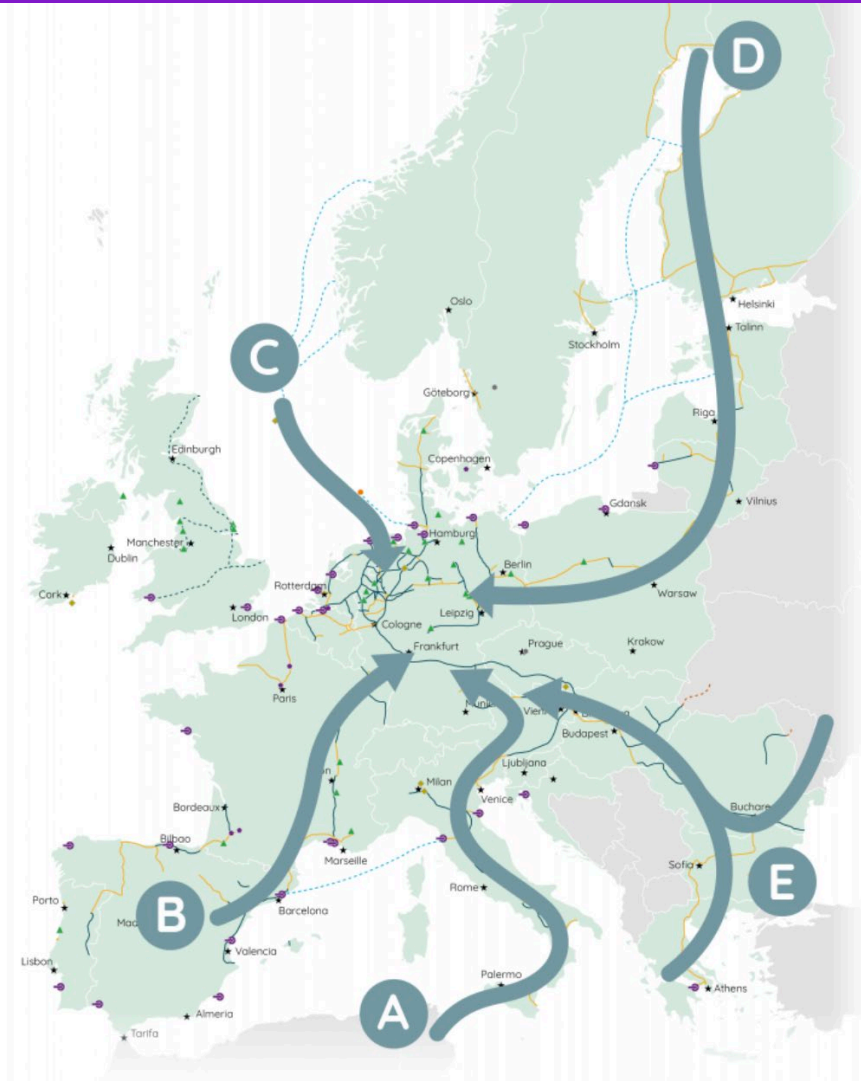 D
Oslo
Helsinki
Talinn
Stockholm
C
Göteborg
Riga
Edinburgh
Copenhagen
Vilnius
Gdansk
Manchester
Dublin
Hamburg
Berlin
Rotterdam
Cork
Warsaw
London
Leipzig
Cologne
Frankfurt
Prague
Krakow
Paris
Budapest
Ljubljana
Milan
Venice
Bordeaux
Bilbao
Marseille
Sofia
E
Rome
Porto
B
Barcelona
Valencia
Lisbon
Palermo
Athens
A
Almeria
Tarifa